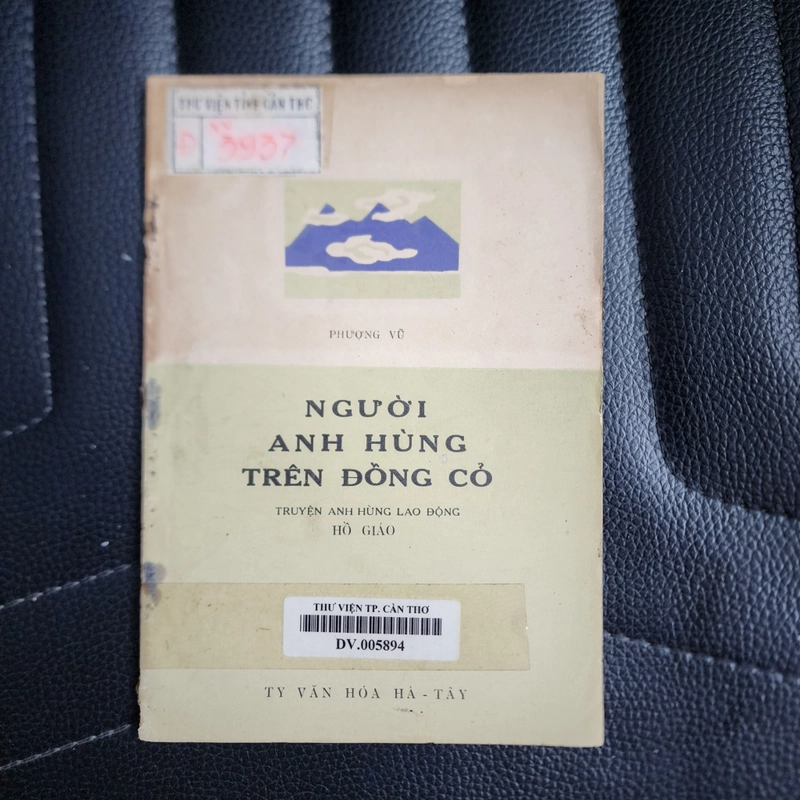 THƯ VIỆN TỈNH CẦN THƠ
Đ
VV
3937
PHƯỢNG VŨ
NGƯỜI
ANH HÙNG
TRÊN ĐỒNG CỎ
TRUYỆN ANH HÙNG LAO ĐỘNG
HỒ GIÁO
THƯ VIỆN TP. CẦN THƠ
DV.005894
TY VĂN HÓA HÀ - TÂY